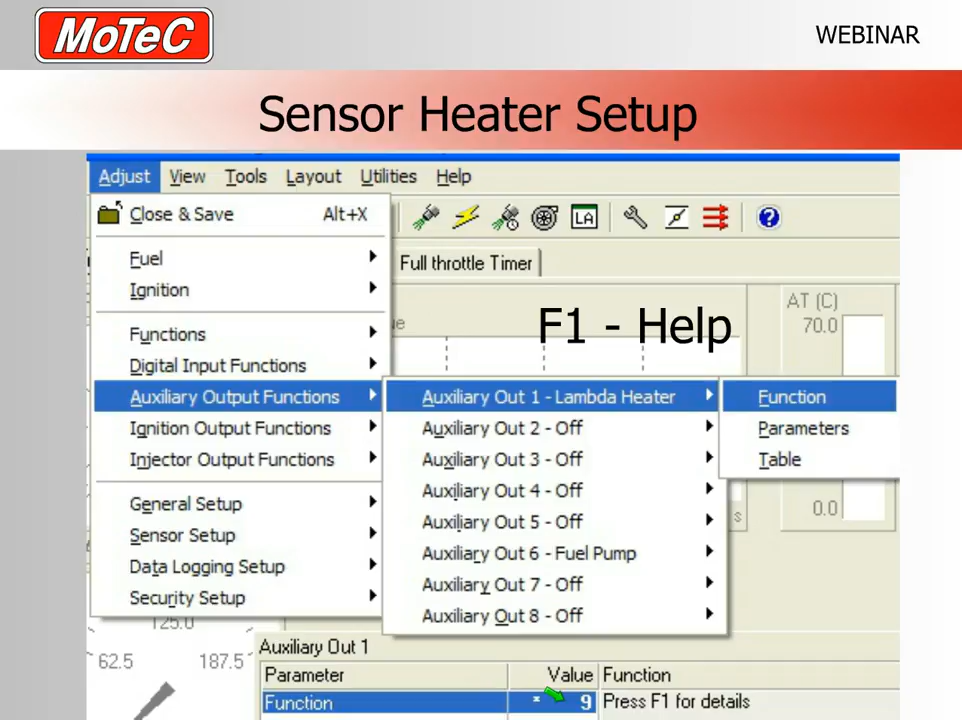 MoTeC
WEBINAR
Sensor Heater Setup
Adjust View Tools Layout Utilities Help
Close & Save Alt+X
LA
Fuel
Full throttle Timer
Ignition
AT (C)
70.0
F1 - Help
Functions
Digital Input Functions
Auxiliary Output Functions
Auxiliary Out 1 - Lambda Heater
Function
Ignition Output Functions
Auxiliary Out 2 - Off
Parameters
Injector Output Functions
Auxiliary Out 3 - Off
Table
Auxiliary Out 4 - Off
General Setup
0.0
Auxiliary Out 5 - Off
s
Sensor Setup
Auxiliary Out 6 - Fuel Pump
Data Logging Setup
Auxiliary Out 7 - Off
Security Setup
Auxiliary Out 8 - Off
125.0
62.5 187.5
Auxiliary Out 1
Parameter Value Function
Function * 9 Press F1 for details